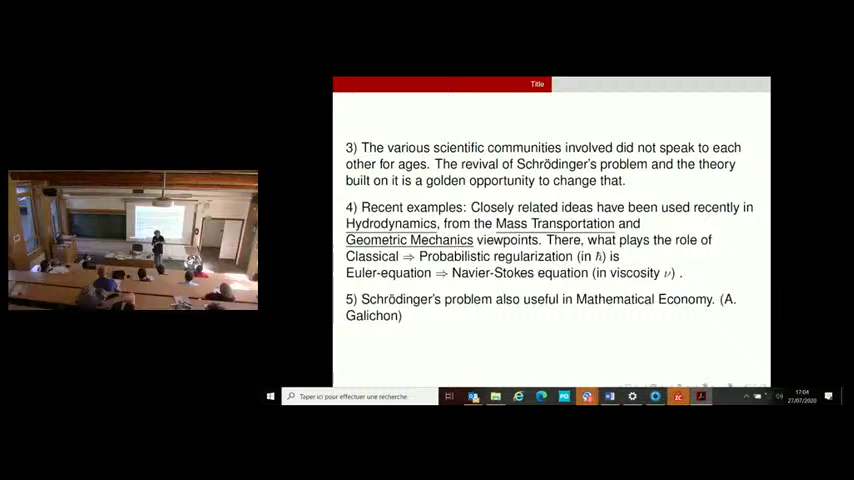 Title
3) The various scientific communities involved did not speak to each
other for ages. The revival of Schrödinger's problem and the theory
built on it is a golden opportunity to change that.
4) Recent examples: Closely related ideas have been used recently in
Hydrodynamics, from the Mass Transportation and
Geometric Mechanics viewpoints. There, what plays the role of
Classical ⇒ Probabilistic regularization (in ℏ) is
Euler-equation ⇒ Navier-Stokes equation (in viscosity ν) .
5) Schrödinger's problem also useful in Mathematical Economy. (A.
Galichon)
Taper ici pour effectuer une recherche
17:04
27/07/2020